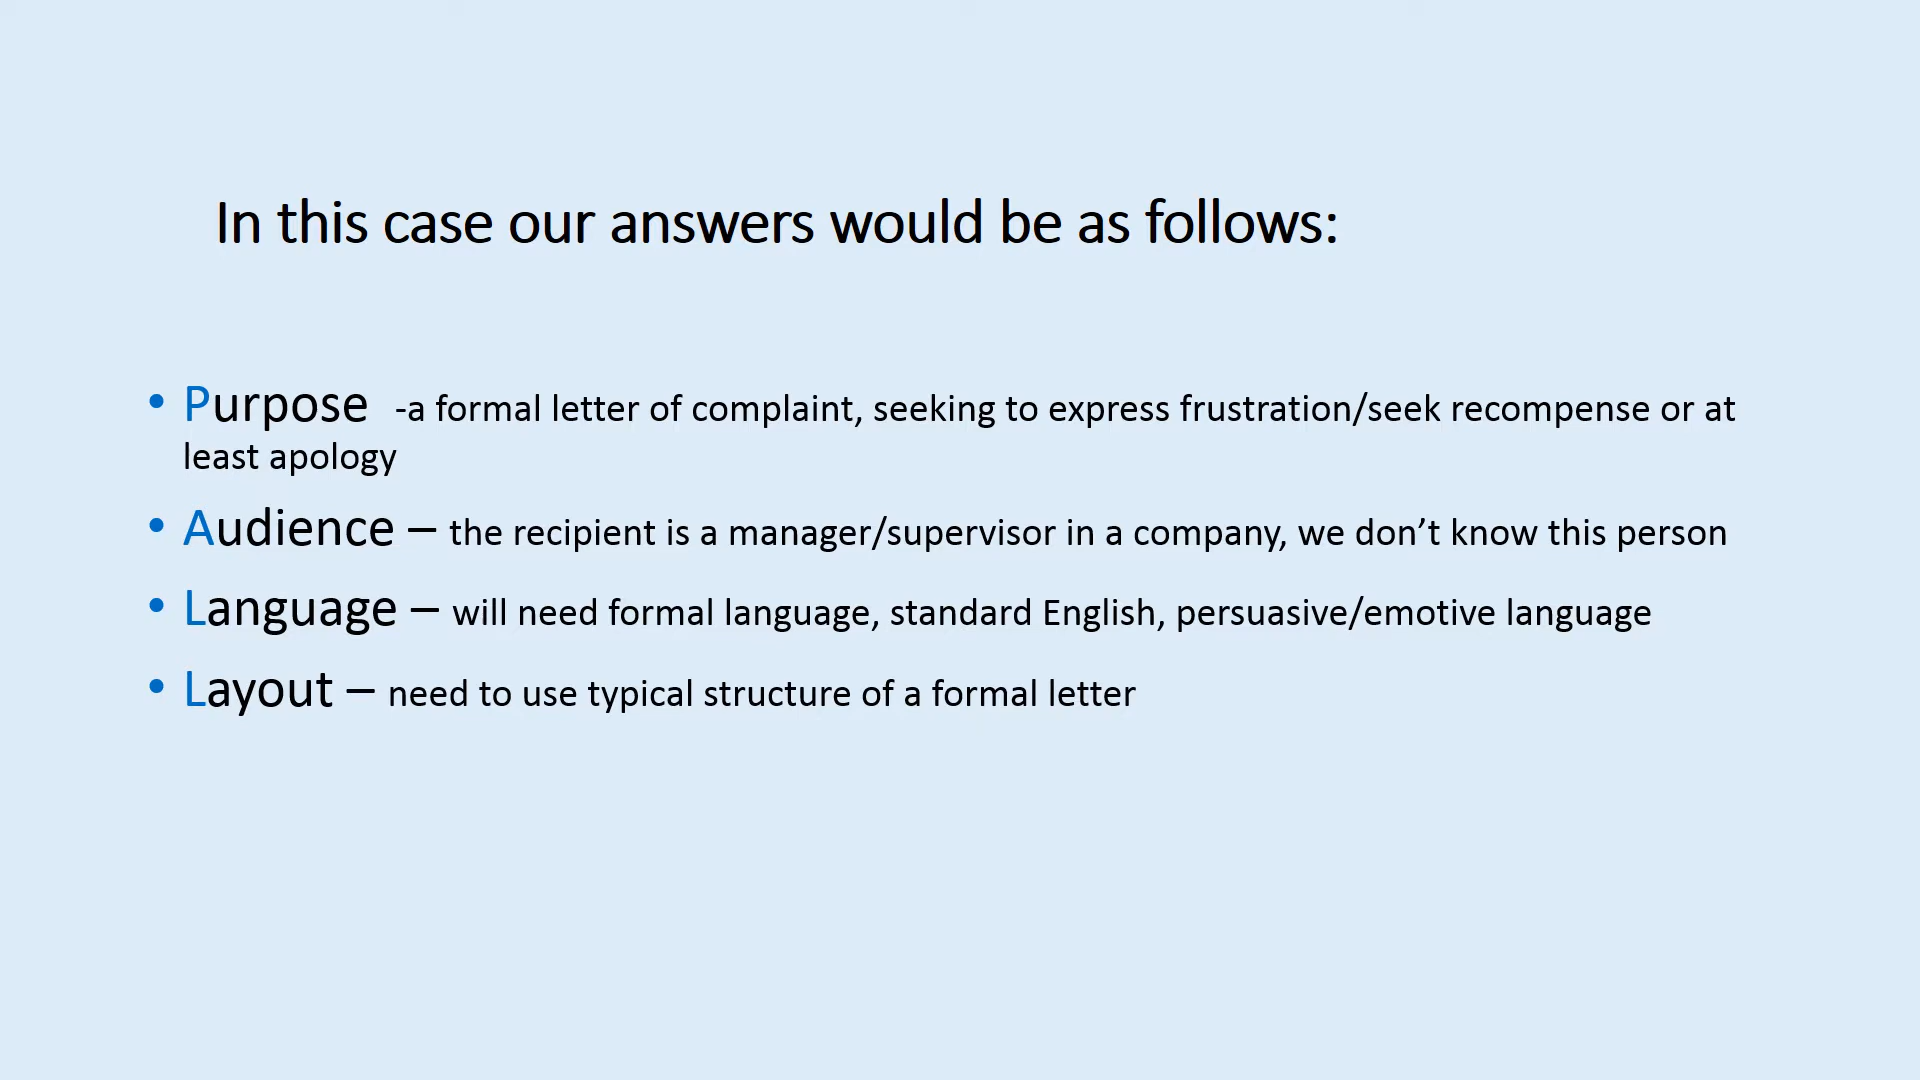 In this case our answers would be as follows:
• Purpose -a formal letter of complaint, seeking to express frustration/seek recompense or at
least apology
• Audience – the recipient is a manager/supervisor in a company, we don’t know this person
• Language – will need formal language, standard English, persuasive/emotive language
• Layout – need to use typical structure of a formal letter